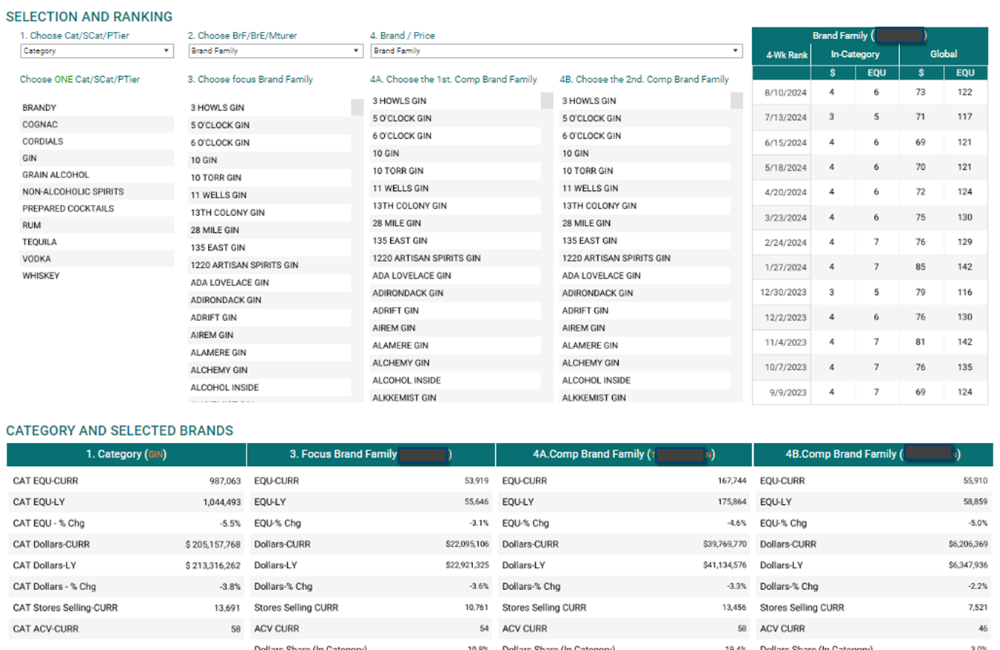 SELECTION AND RANKING
1. Choose Cat/SCat/PTier
Category
Choose ONE Cat/SCat/PTier
BRANDY
COGNAC
CORDIALS
GIN
GRAIN ALCOHOL
NON-ALCOHOLIC SPIRITS
PREPARED COCKTAILS
RUM
TEQUILA
VODKA
WHISKEY
2. Choose BrF/BrE/Mturer
Brand Family
3. Choose focus Brand Family
3 HOWLS GIN
5 O'CLOCK GIN
6 O'CLOCK GIN
10 GIN
10 TORR GIN
11 WELLS GIN
13TH COLONY GIN
28 MILE GIN
135 EAST GIN
1220 ARTISAN SPIRITS GIN
ADA LOVELACE GIN
ADIRONDACK GIN
ADRIFT GIN
AIREM GIN
ALAMERE GIN
ALCHEMY GIN
ALCOHOL INSIDE
4. Brand / Price
Brand Family
4A. Choose the 1st. Comp Brand Family
3 HOWLS GIN
5 O'CLOCK GIN
6 O'CLOCK GIN
10 GIN
10 TORR GIN
11 WELLS GIN
13TH COLONY GIN
28 MILE GIN
135 EAST GIN
1220 ARTISAN SPIRITS GIN
ADA LOVELACE GIN
ADIRONDACK GIN
ADRIFT GIN
AIREM GIN
ALAMERE GIN
ALCHEMY GIN
ALCOHOL INSIDE
ALKKEMIST GIN
4B. Choose the 2nd. Comp Brand Family
3 HOWLS GIN
5 O'CLOCK GIN
6 O'CLOCK GIN
10 GIN
10 TORR GIN
11 WELLS GIN
13TH COLONY GIN
28 MILE GIN
135 EAST GIN
1220 ARTISAN SPIRITS GIN
ADA LOVELACE GIN
ADIRONDACK GIN
ADRIFT GIN
AIREM GIN
ALAMERE GIN
ALCHEMY GIN
ALCOHOL INSIDE
ALKKEMIST GIN
Brand Family ( )
4-Wk Rank In-Category Global
$ EQU $ EQU
8/10/2024 4 6 73 122
7/13/2024 3 5 71 117
6/15/2024 4 6 69 121
5/18/2024 4 6 70 121
4/20/2024 4 6 72 124
3/23/2024 4 6 75 130
2/24/2024 4 7 76 129
1/27/2024 4 7 85 142
12/30/2023 3 5 79 116
12/2/2023 4 6 76 130
11/4/2023 4 7 81 142
10/7/2023 4 7 76 135
9/9/2023 4 7 69 124
CATEGORY AND SELECTED BRANDS
1. Category (GIN) 3. Focus Brand Family ) 4A.Comp Brand Family (T N) 4B.Comp Brand Family ( N)
CAT EQU-CURR 987,063 EQU-CURR 53,919 EQU-CURR 167,744 EQU-CURR 55,910
CAT EQU-LY 1,044,493 EQU-LY 55,646 EQU-LY 175,864 EQU-LY 58,859
CAT EQU - % Chg -5.5% EQU-% Chg -3.1% EQU-% Chg -4.6% EQU-% Chg -5.0%
CAT Dollars-CURR $ 205,157,768 Dollars-CURR $22,095,106 Dollars-CURR $39,769,770 Dollars-CURR $6,206,369
CAT Dollars-LY $ 213,316,262 Dollars-LY $22,921,325 Dollars-LY $41,134,576 Dollars-LY $6,347,936
CAT Dollars - % Chg -3.8% Dollars-% Chg -3.6% Dollars-% Chg -3.3% Dollars-% Chg -2.2%
CAT Stores Selling-CURR 13,691 Stores Selling CURR 10,761 Stores Selling CURR 13,456 Stores Selling CURR 7,521
CAT ACV-CURR 58 ACV CURR 54 ACV CURR 58 ACV CURR 46
Dollars Share (In Category) 10.8% Dollars Share (In Category) 19.4% Dollars Share (In Category) 3.0%